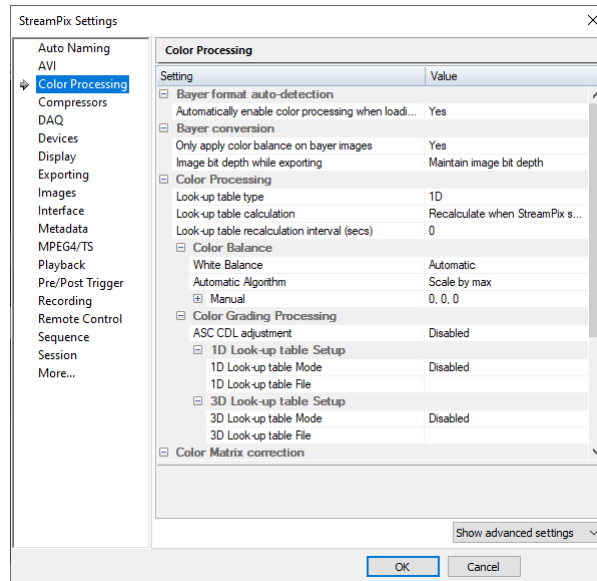 StreamPix Settings
Auto Naming
AVI
Color Processing
Compressors
DAQ
Devices
Display
Exporting
Images
Interface
Metadata
MPEG4/TS
Playback
Pre/Post Trigger
Recording
Remote Control
Sequence
Session
More...
Color Processing
Setting Value
Bayer format auto-detection
Automatically enable color processing when loadi... Yes
Bayer conversion
Only apply color balance on bayer images Yes
Image bit depth while exporting Maintain image bit depth
Color Processing
Look-up table type 1D
Look-up table calculation Recalculate when StreamPix s...
Look-up table recalculation interval (secs) 0
Color Balance
White Balance Automatic
Automatic Algorithm Scale by max
Manual 0, 0, 0
Color Grading Processing
ASC CDL adjustment Disabled
1D Look-up table Setup
1D Look-up table Mode Disabled
1D Look-up table File
3D Look-up table Setup
3D Look-up table Mode Disabled
3D Look-up table File
Color Matrix correction
Show advanced settings
OK Cancel